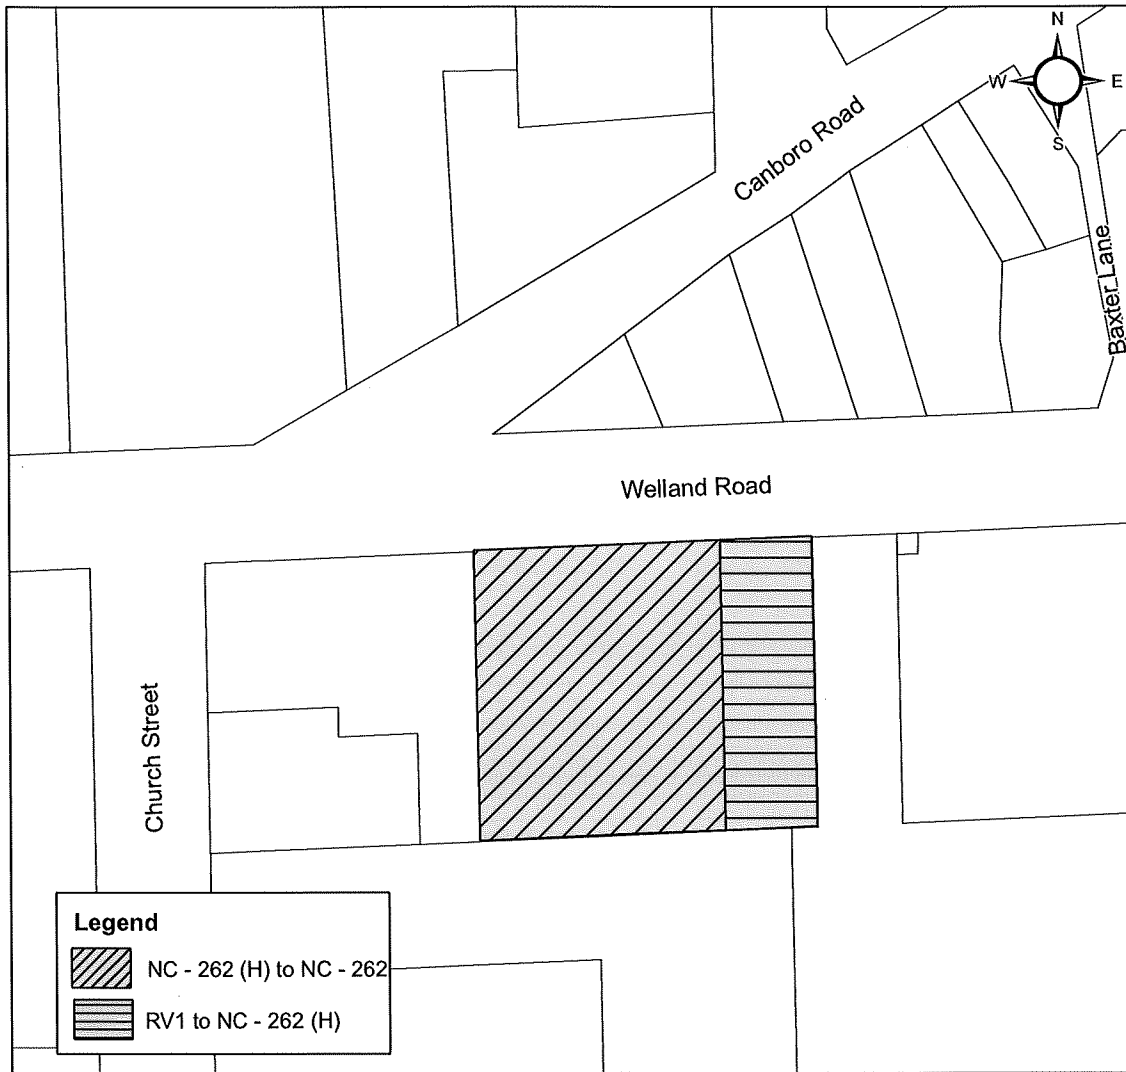 N
W E
S
Canboro Road
Baxter Lane
Welland Road
Church Street
Legend
NC - 262 (H) to NC - 262
RV1 to NC - 262 (H)